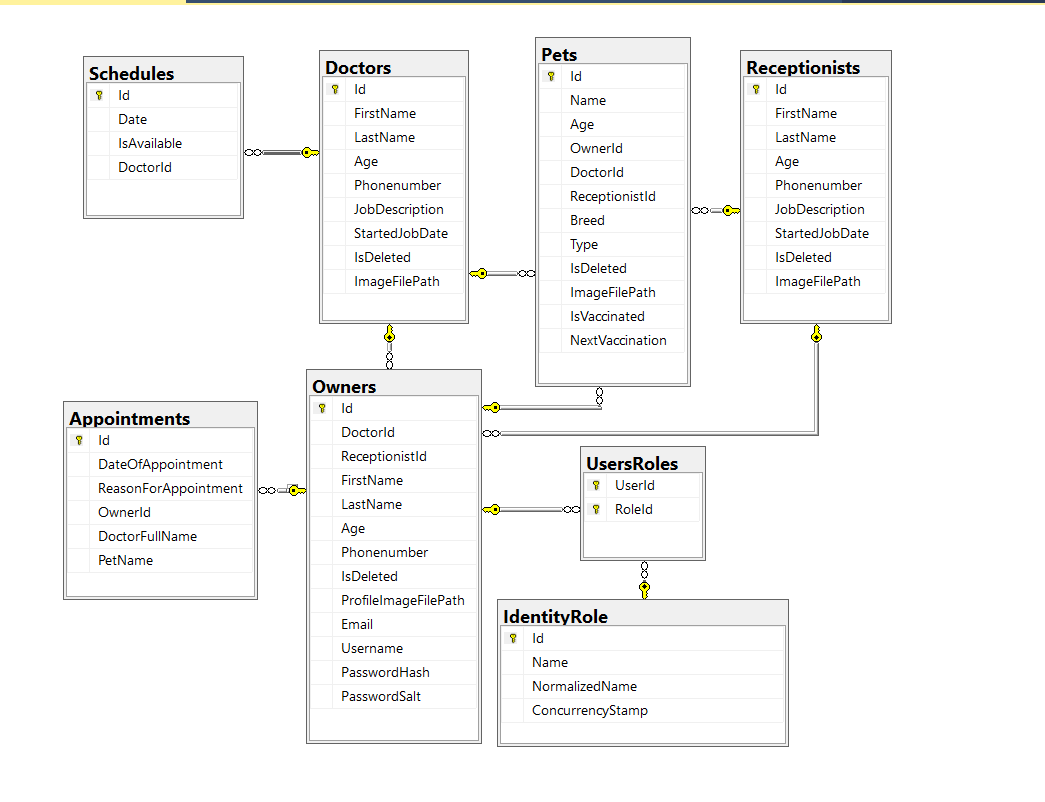 Schedules
Id
Date
IsAvailable
DoctorId
Doctors
Id
FirstName
LastName
Age
Phonenumber
JobDescription
StartedJobDate
IsDeleted
ImageFilePath
Pets
Id
Name
Age
OwnerId
DoctorId
ReceptionistId
Breed
Type
IsDeleted
ImageFilePath
IsVaccinated
NextVaccination
Receptionists
Id
FirstName
LastName
Age
Phonenumber
JobDescription
StartedJobDate
IsDeleted
ImageFilePath
Appointments
Id
DateOfAppointment
ReasonForAppointment
OwnerId
DoctorFullName
PetName
Owners
Id
DoctorId
ReceptionistId
FirstName
LastName
Age
Phonenumber
IsDeleted
ProfileImageFilePath
Email
Username
PasswordHash
PasswordSalt
UsersRoles
UserId
RoleId
IdentityRole
Id
Name
NormalizedName
ConcurrencyStamp